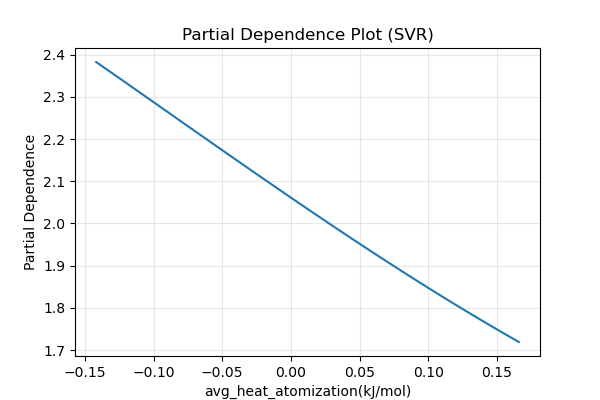 Partial Dependence Plot (SVR)
2.4
2.3
2.2
2.1
2.0
1.9
1.8
1.7
Partial Dependence
−0.15 −0.10 −0.05 0.00 0.05 0.10 0.15
avg_heat_atomization(kJ/mol)